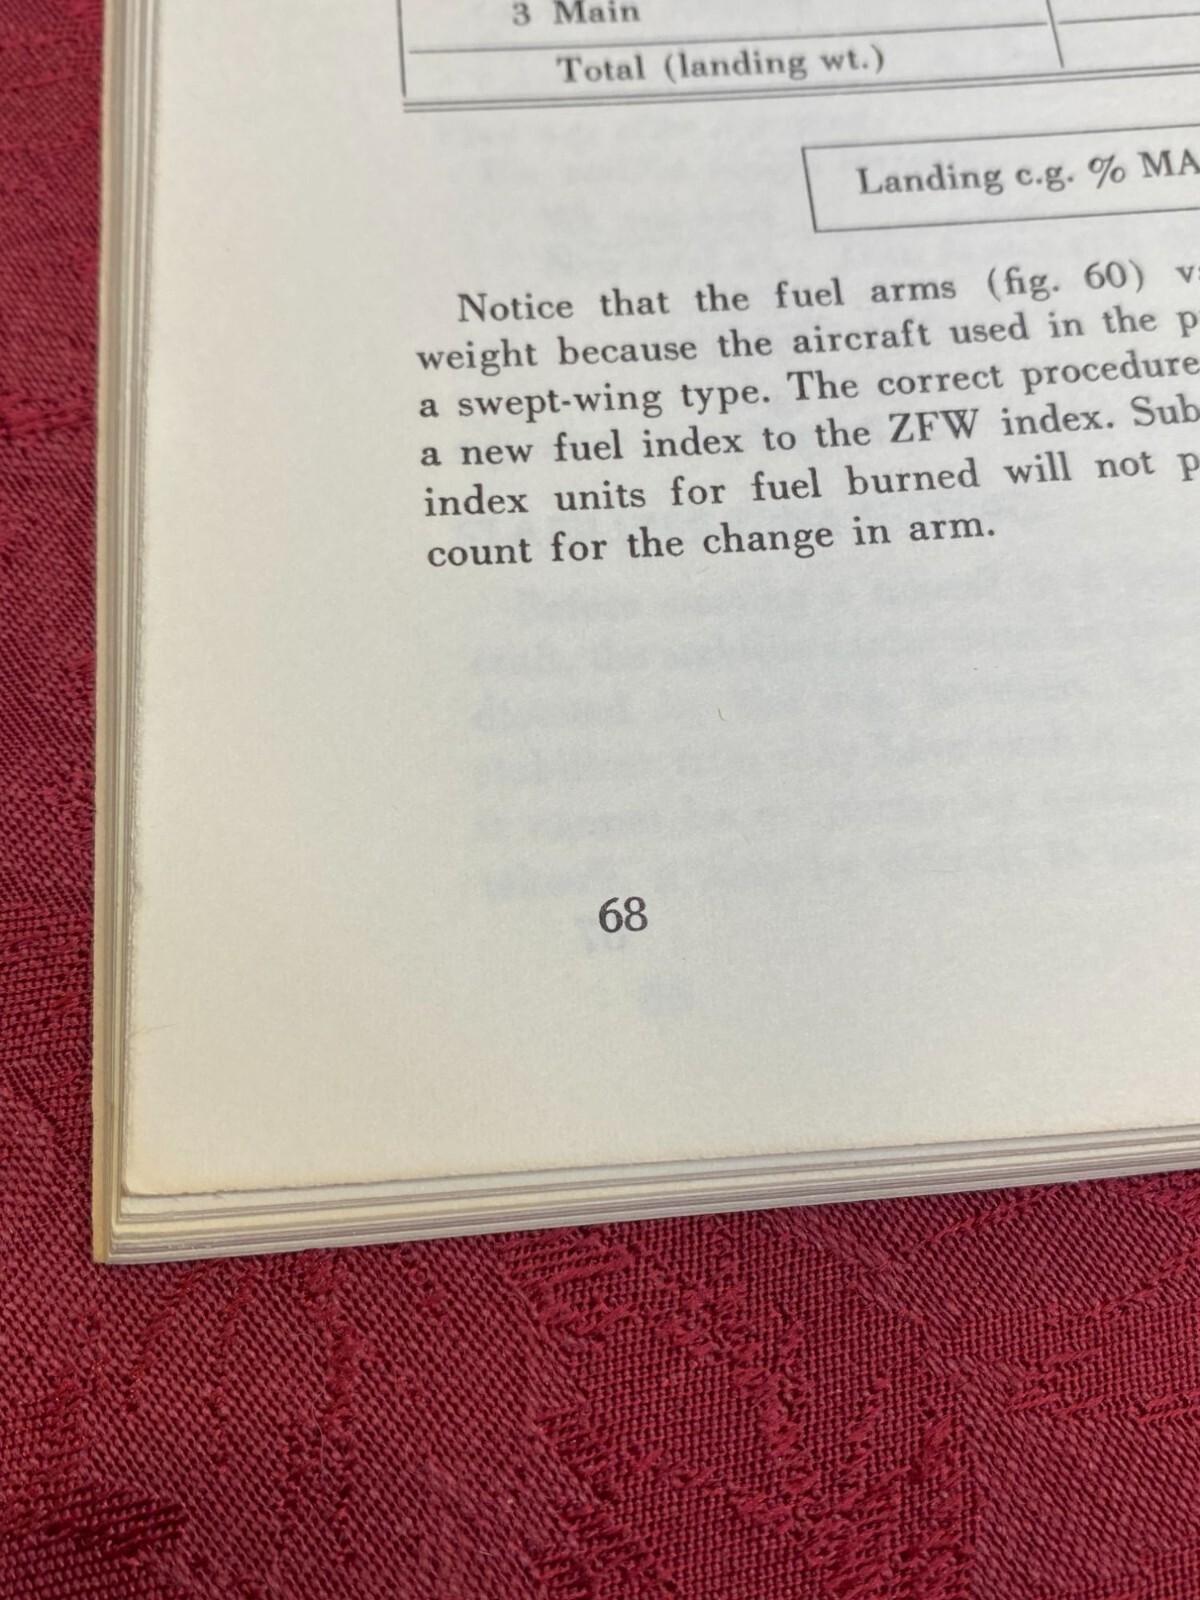 3 Main
Total (landing wt.)
Landing c.g. % MA
Notice that the fuel arms (fig. 60) va
weight because the aircraft used in the p
a swept-wing type. The correct procedure
a new fuel index to the ZFW index. Sub
index units for fuel burned will not p
count for the change in arm.
68